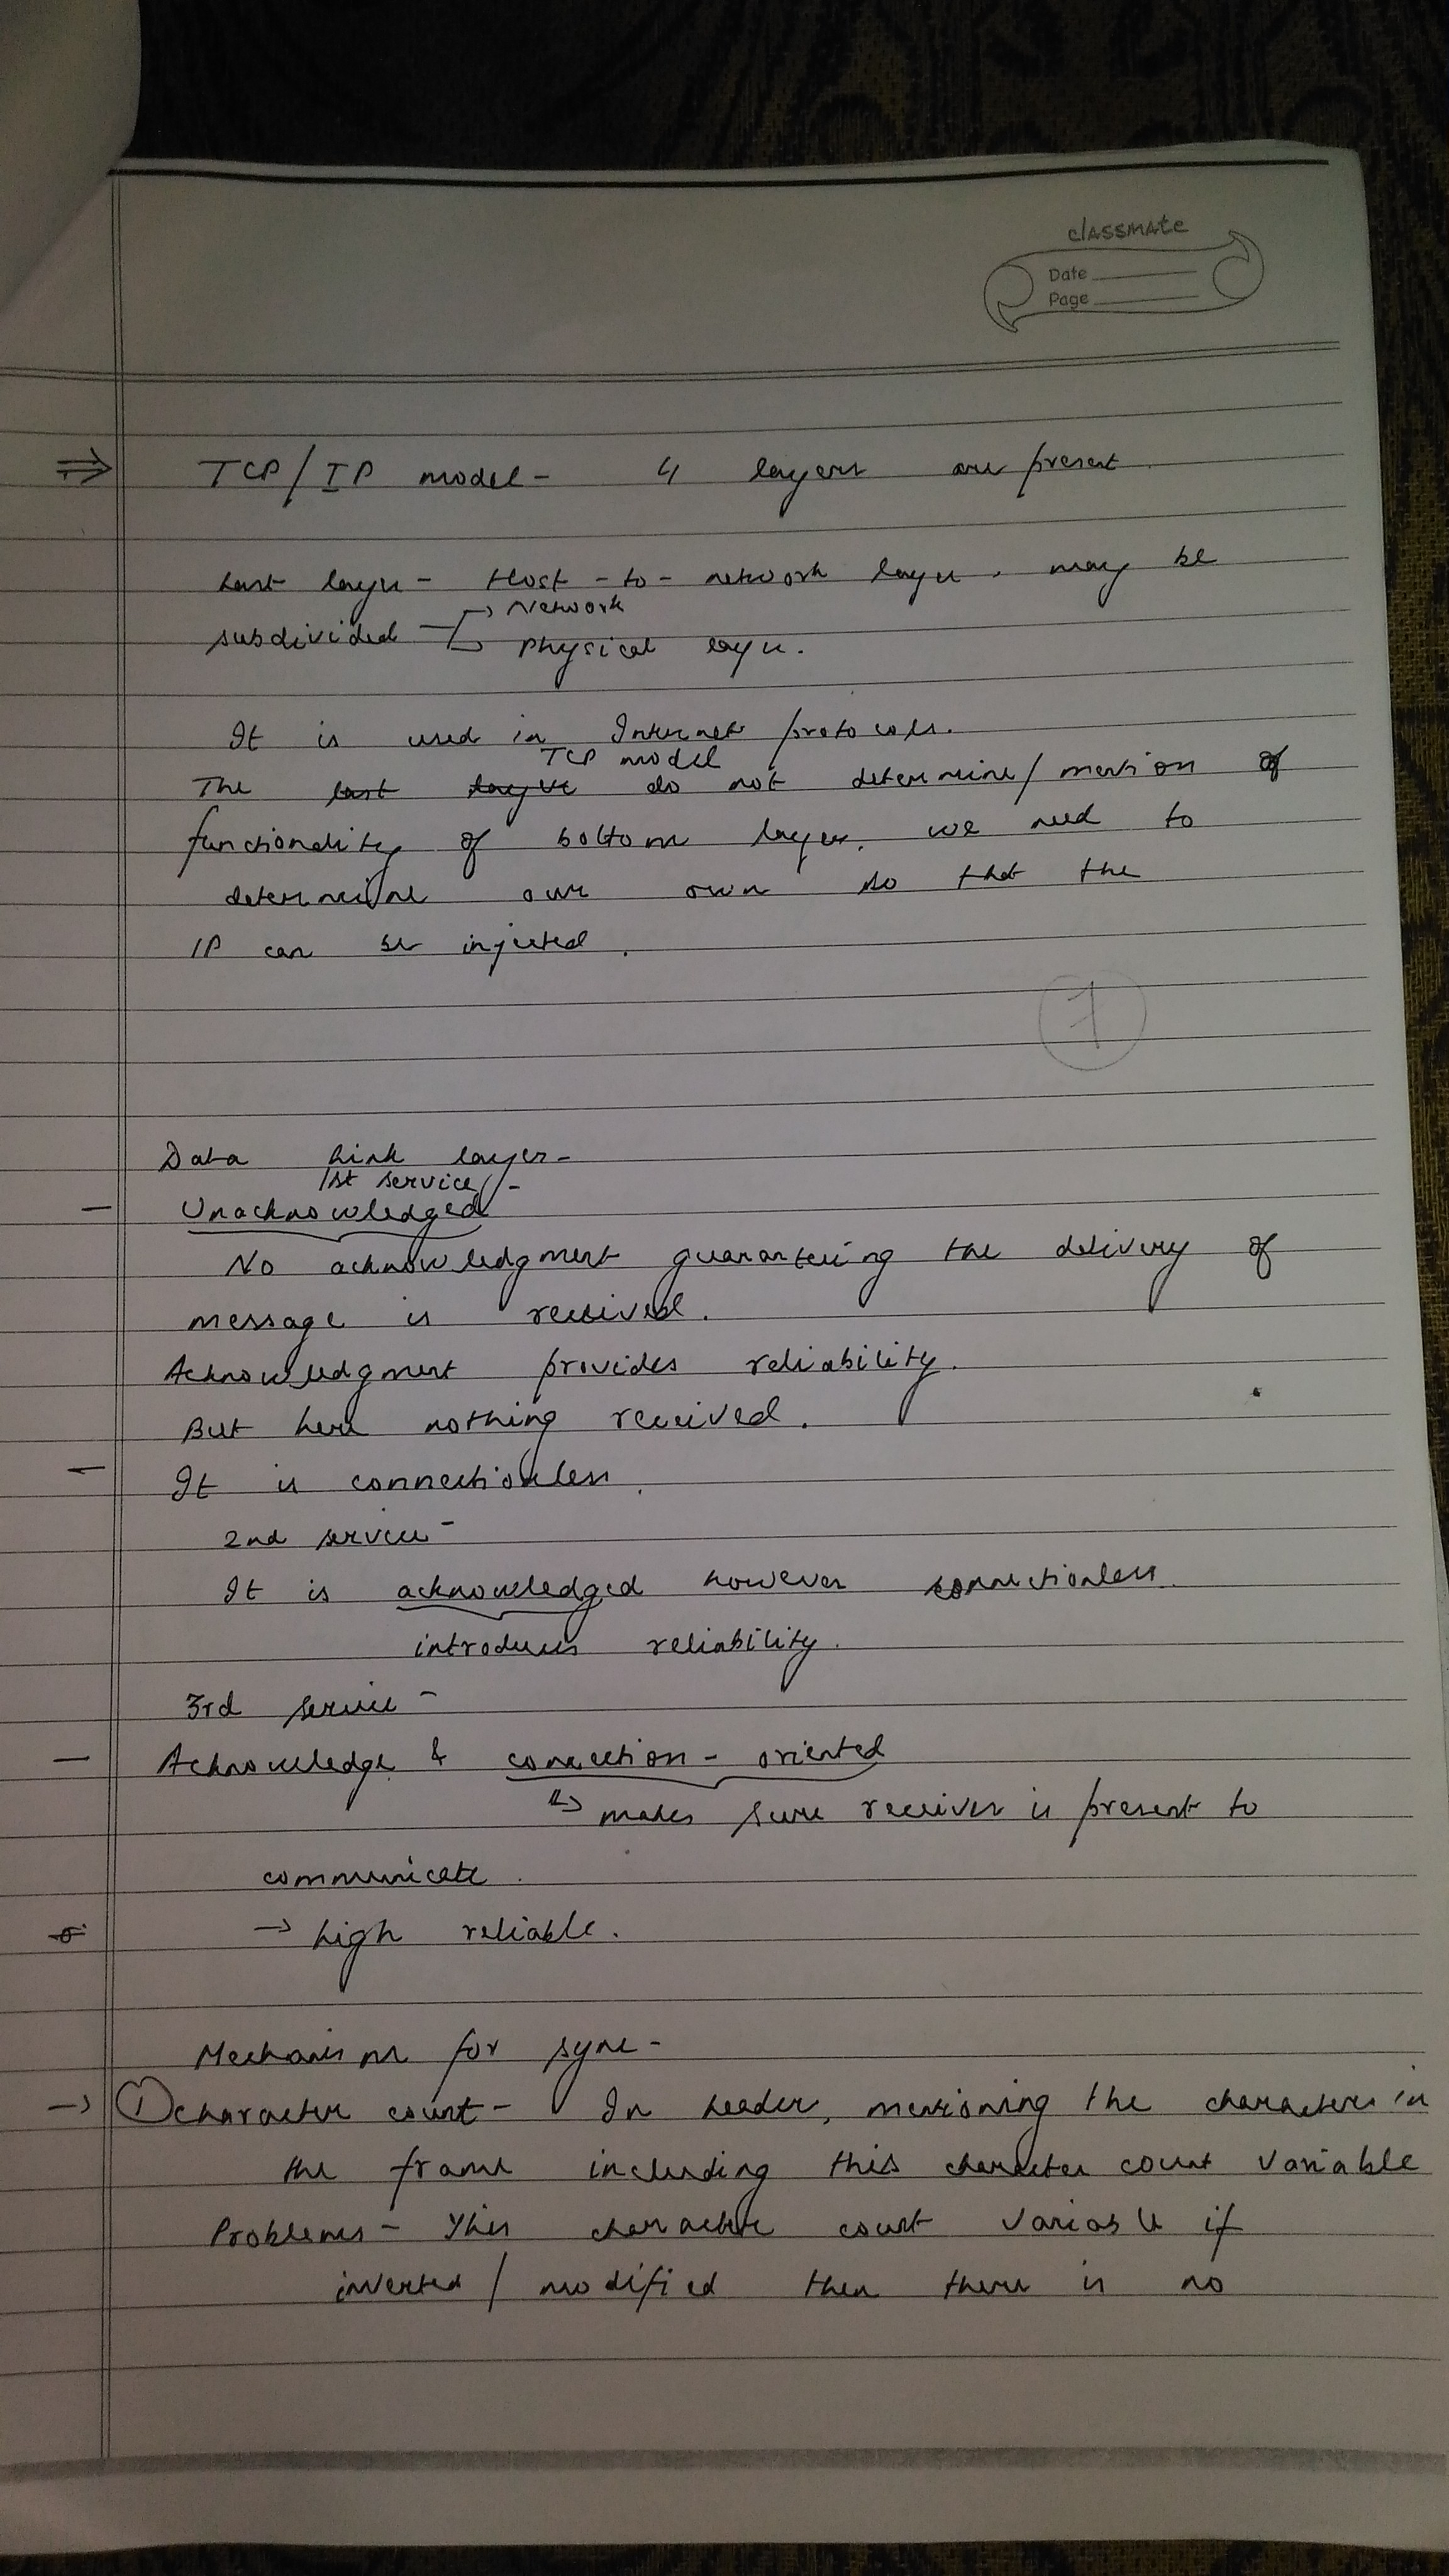 classmate
Date
Page
⇒ TCP/IP model - 4 layers are present
Last layer - Host-to-network layer. may be
→ Network
subdivided
→ Physical layer.
It is used in Internet protocols.
TCP model
The last layer do not determine/mention of
functionality of bottom layer. we need to
determine our own so that the
IP can be injected.
1
Data Link layer-
1st service -
- Unacknowledged
No acknowledgment guaranteeing the delivery of
message is received.
Acknowledgment provides reliability.
But here nothing received.
- It is connectionless.
2nd service -
It is acknowledged however connectionless
introduces reliability.
3rd service -
- Acknowledge & connection-oriented
↳ makes sure receiver is present to
communicate.
→ high reliable.
Mechanism for sync-
→ ① character count - In header, mentioning the characters in
the frame including this character count variable
Problems - This character count variable if
inverted/modified then there is no